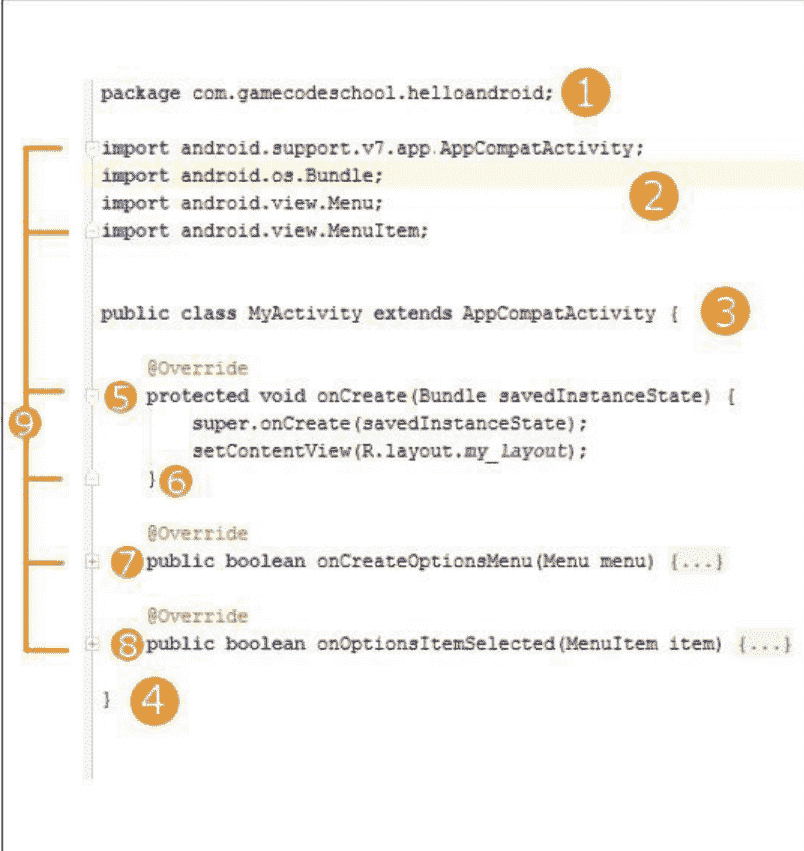 package com.gamecodeschool.helloandroid; 1
import android.support.v7.app.AppCompatActivity;
import android.os.Bundle;
2
import android.view.Menu;
import android.view.MenuItem;
public class MyActivity extends AppCompatActivity { 3
@Override
5 protected void onCreate(Bundle savedInstanceState) {
9
super.onCreate(savedInstanceState);
setContentView(R.layout.my_layout);
} 6
@Override
7 public boolean onCreateOptionsMenu(Menu menu) {...}
@Override
8 public boolean onOptionsItemSelected(MenuItem item) {...}
} 4